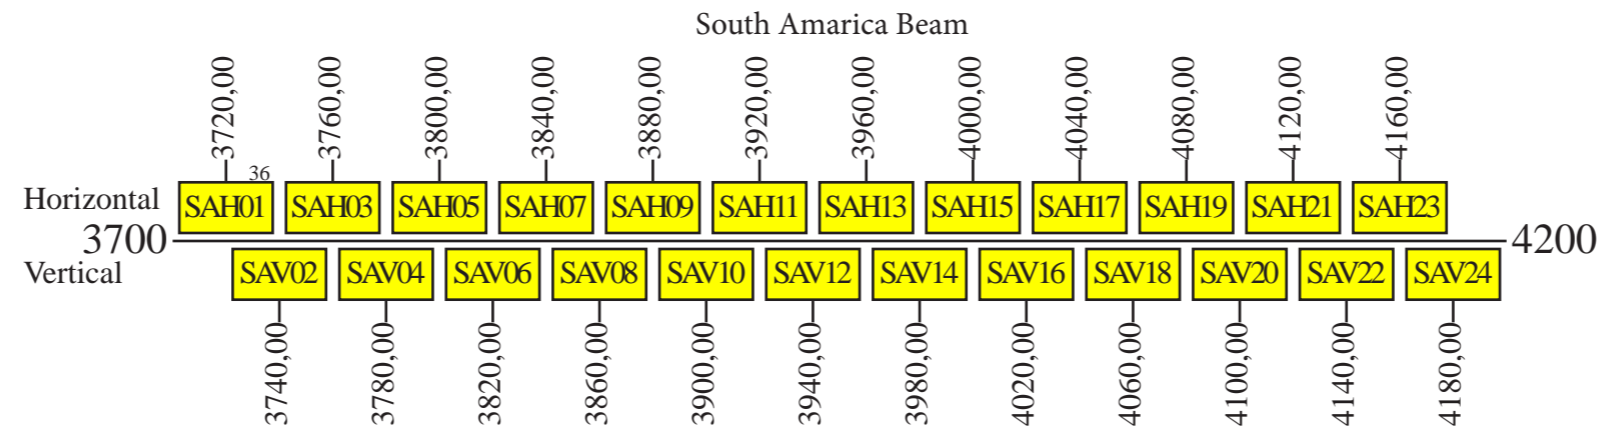 South Amarica Beam
3720,00 3760,00 3800,00 3840,00 3880,00 3920,00 3960,00 4000,00 4040,00 4080,00 4120,00 4160,00
36
Horizontal SAH01 SAH03 SAH05 SAH07 SAH09 SAH11 SAH13 SAH15 SAH17 SAH19 SAH21 SAH23
3700 4200
Vertical SAV02 SAV04 SAV06 SAV08 SAV10 SAV12 SAV14 SAV16 SAV18 SAV20 SAV22 SAV24
3740,00 3780,00 3820,00 3860,00 3900,00 3940,00 3980,00 4020,00 4060,00 4100,00 4140,00 4180,00